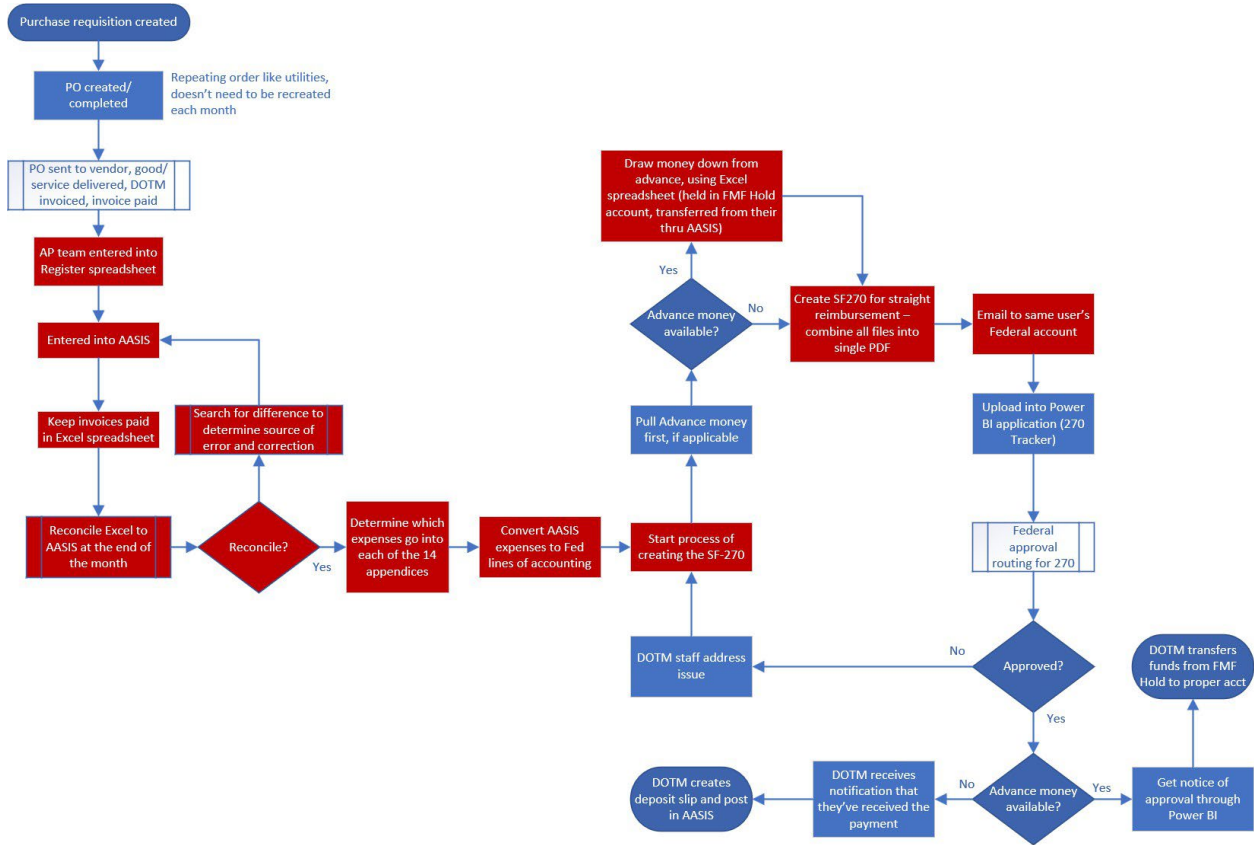 Purchase requisition created
PO created/
completed
Repeating order like utilities,
doesn't need to be recreated
each month
PO sent to vendor, good/
service delivered, DOTM
invoiced, invoice paid
AP team entered into
Register spreadsheet
Entered into AASIS
Keep invoices paid
in Excel spreadsheet
Search for difference to
determine source of
error and correction
Reconcile Excel to
AASIS at the end of
the month
Reconcile?
Yes
Determine which
expenses go into
each of the 14
appendices
Convert AASIS
expenses to Fed
lines of accounting
Start process of
creating the SF-270
Pull Advance money
first, if applicable
Advance money
available?
Yes
No
Draw money down from
advance, using Excel
spreadsheet (held in FMF Hold
account, transferred from their
thru AASIS)
Create SF270 for straight
reimbursement –
combine all files into
single PDF
Email to same user's
Federal account
Upload into Power
BI application (270
Tracker)
Federal
approval
routing for 270
Approved?
No
DOTM staff address
issue
Yes
Advance money
available?
No
DOTM receives
notification that
they've received the
payment
DOTM creates
deposit slip and post
in AASIS
Yes
Get notice of
approval through
Power BI
DOTM transfers
funds from FMF
Hold to proper acct